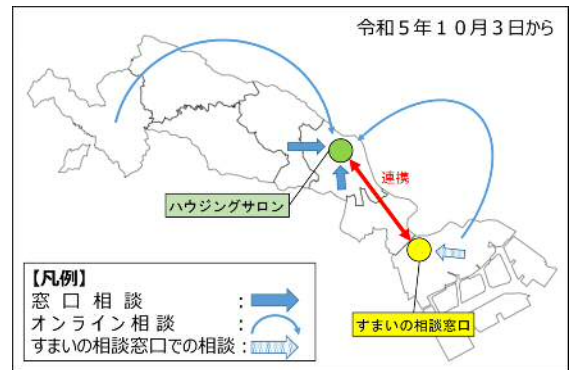 令和５年１０月３日から
連携
ハウジングサロン
すまいの相談窓口
【凡例】
窓口相談　：
オンライン相談　：
すまいの相談窓口での相談：